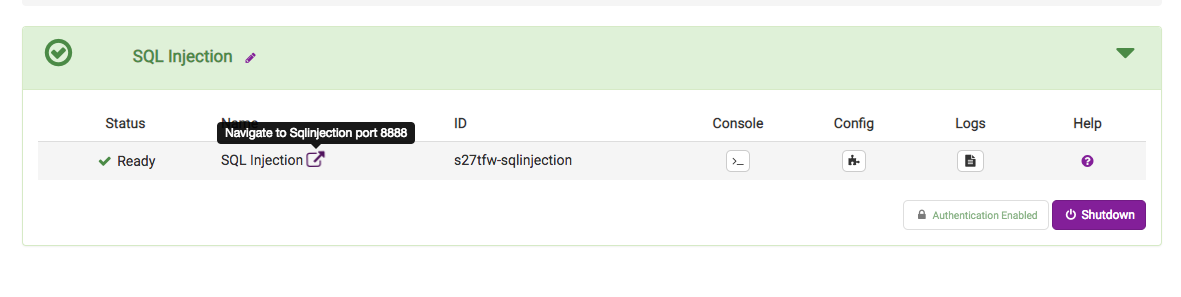 SQL Injection
Status Name ID Console Config Logs Help
Navigate to Sqlinjection port 8888
Ready SQL Injection s27tfw-sqlinjection >_ ?
Authentication Enabled Shutdown